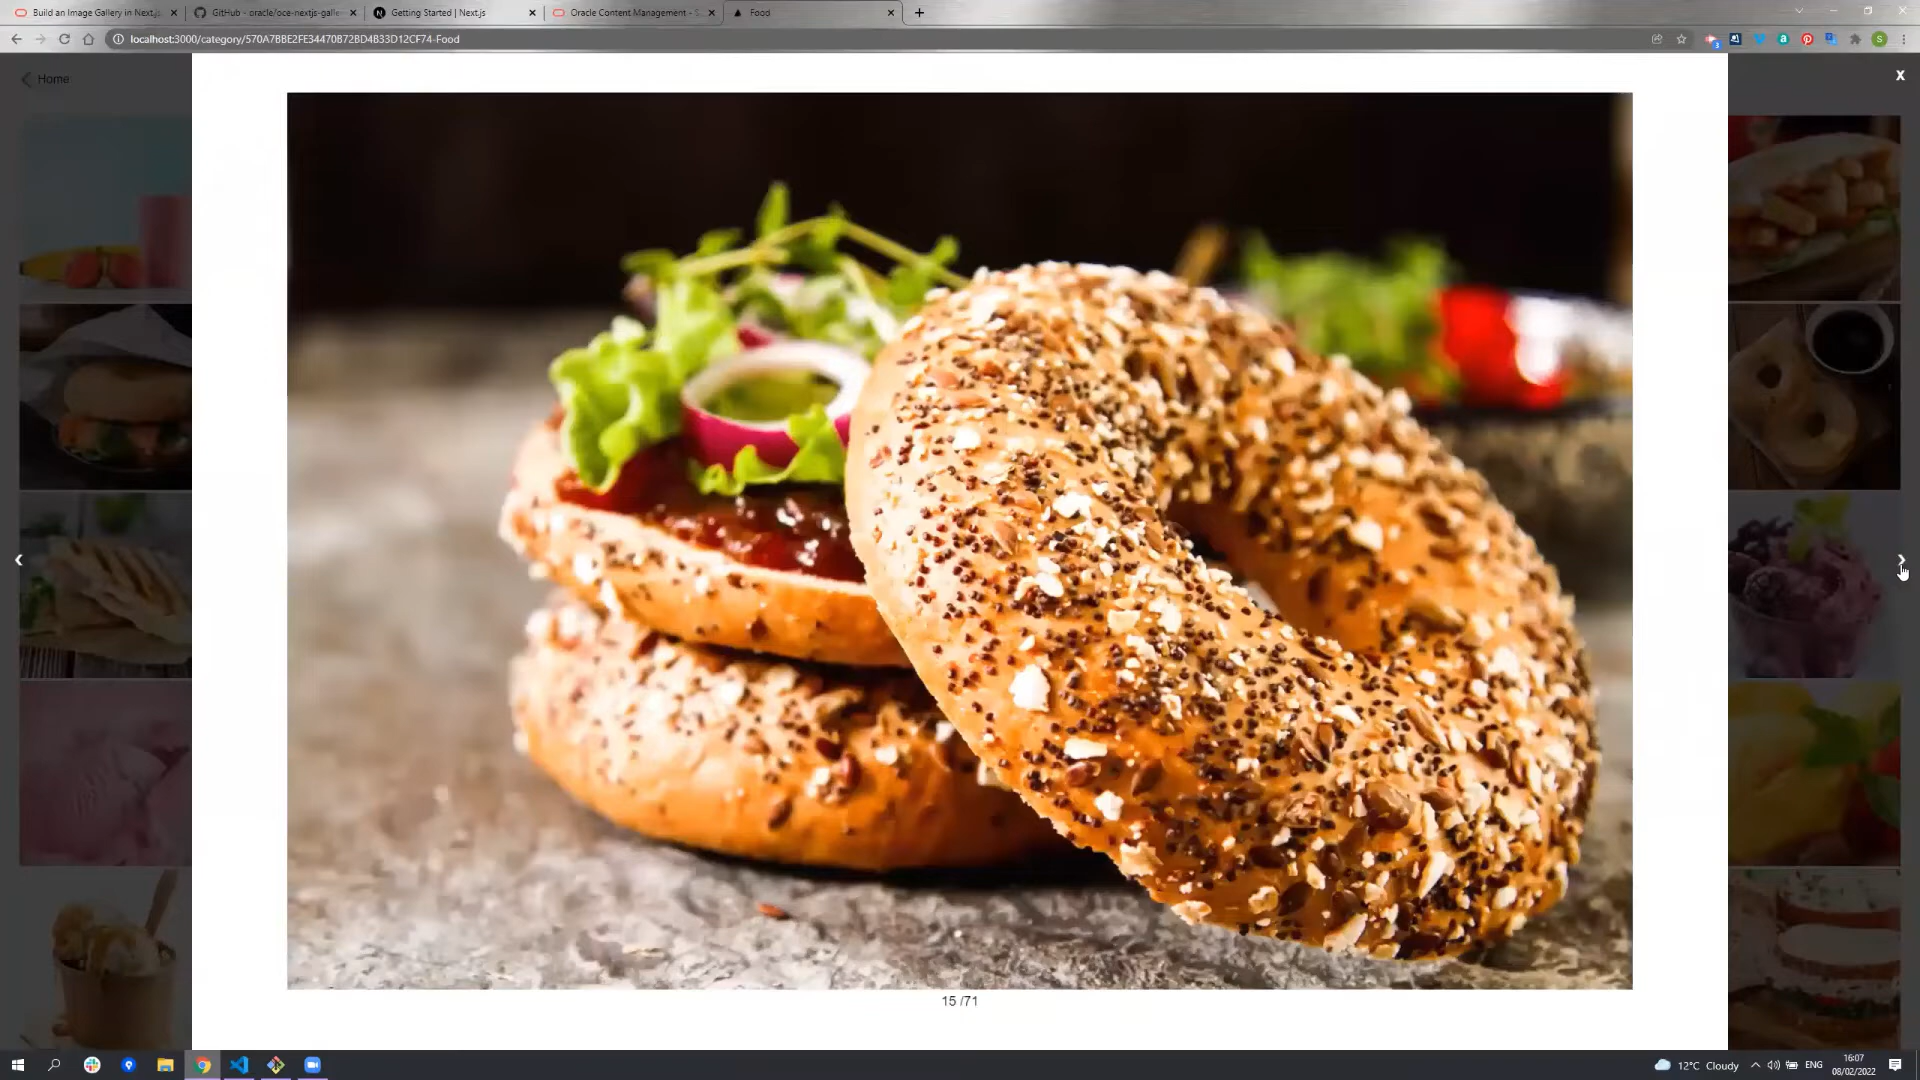 Build an Image Gallery in Next.js
GitHub - oracle/oce-nextjs-galle
Getting Started | Next.js
Oracle Content Management - S
Food
localhost:3000/category/570A7BBE2FE34470B72BD4B33D12CF74-Food
3
S
Home
x
15 /71
12°C Cloudy
ENG
16:07
08/02/2022